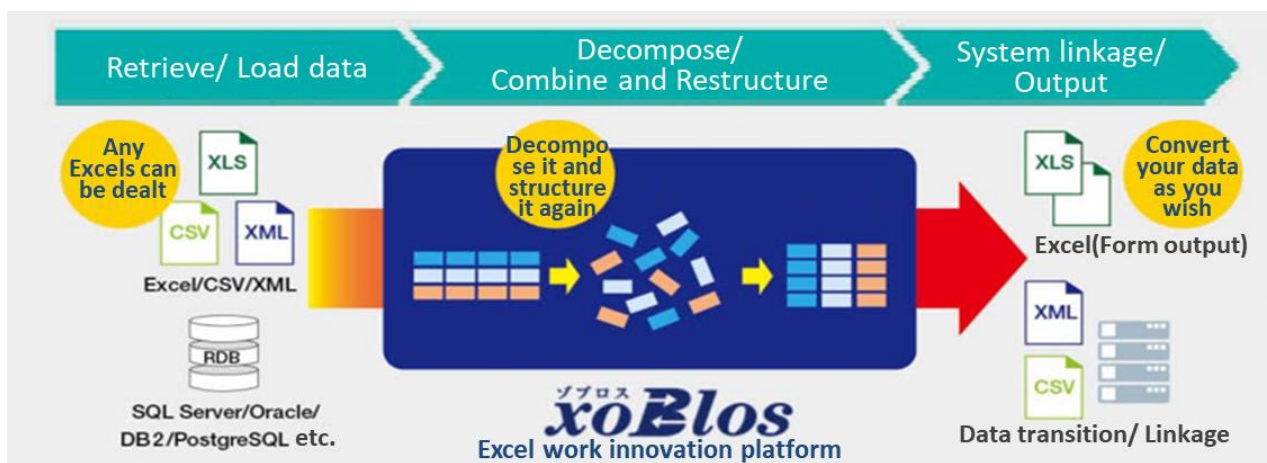 Retrieve/ Load data
Decompose/
Combine and Restructure
System linkage/
Output
Any
Excels can
be dealt
XLS
CSV
XML
Excel/CSV/XML
RDB
SQL Server/Oracle/
DB2/PostgreSQL etc.
Decompo
se it and
structure
it again
ゾブロス
xoBlos
Excel work innovation platform
XLS
Convert
your data
as you
wish
Excel(Form output)
XML
CSV
Data transition/ Linkage